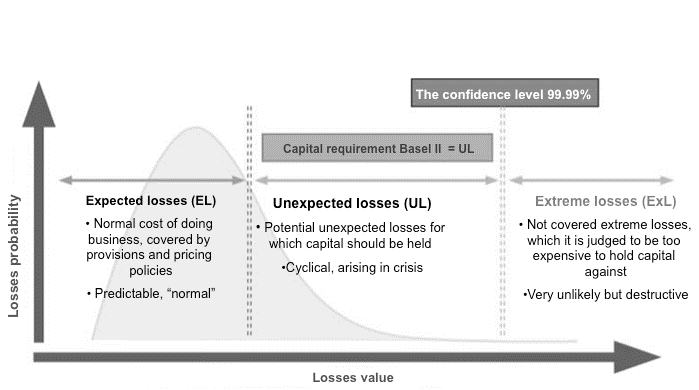 The confidence level 99.99%
Capital requirement Basel II = UL
Expected losses (EL)
• Normal cost of doing
business, covered by
provisions and pricing
policies
• Predictable, “normal”
Unexpected losses (UL)
• Potential unexpected losses for
which capital should be held
•Cyclical, arising in crisis
Extreme losses (ExL)
• Not covered extreme losses,
which it is judged to be too
expensive to hold capital
against
•Very unlikely but destructive
Losses probability
Losses value